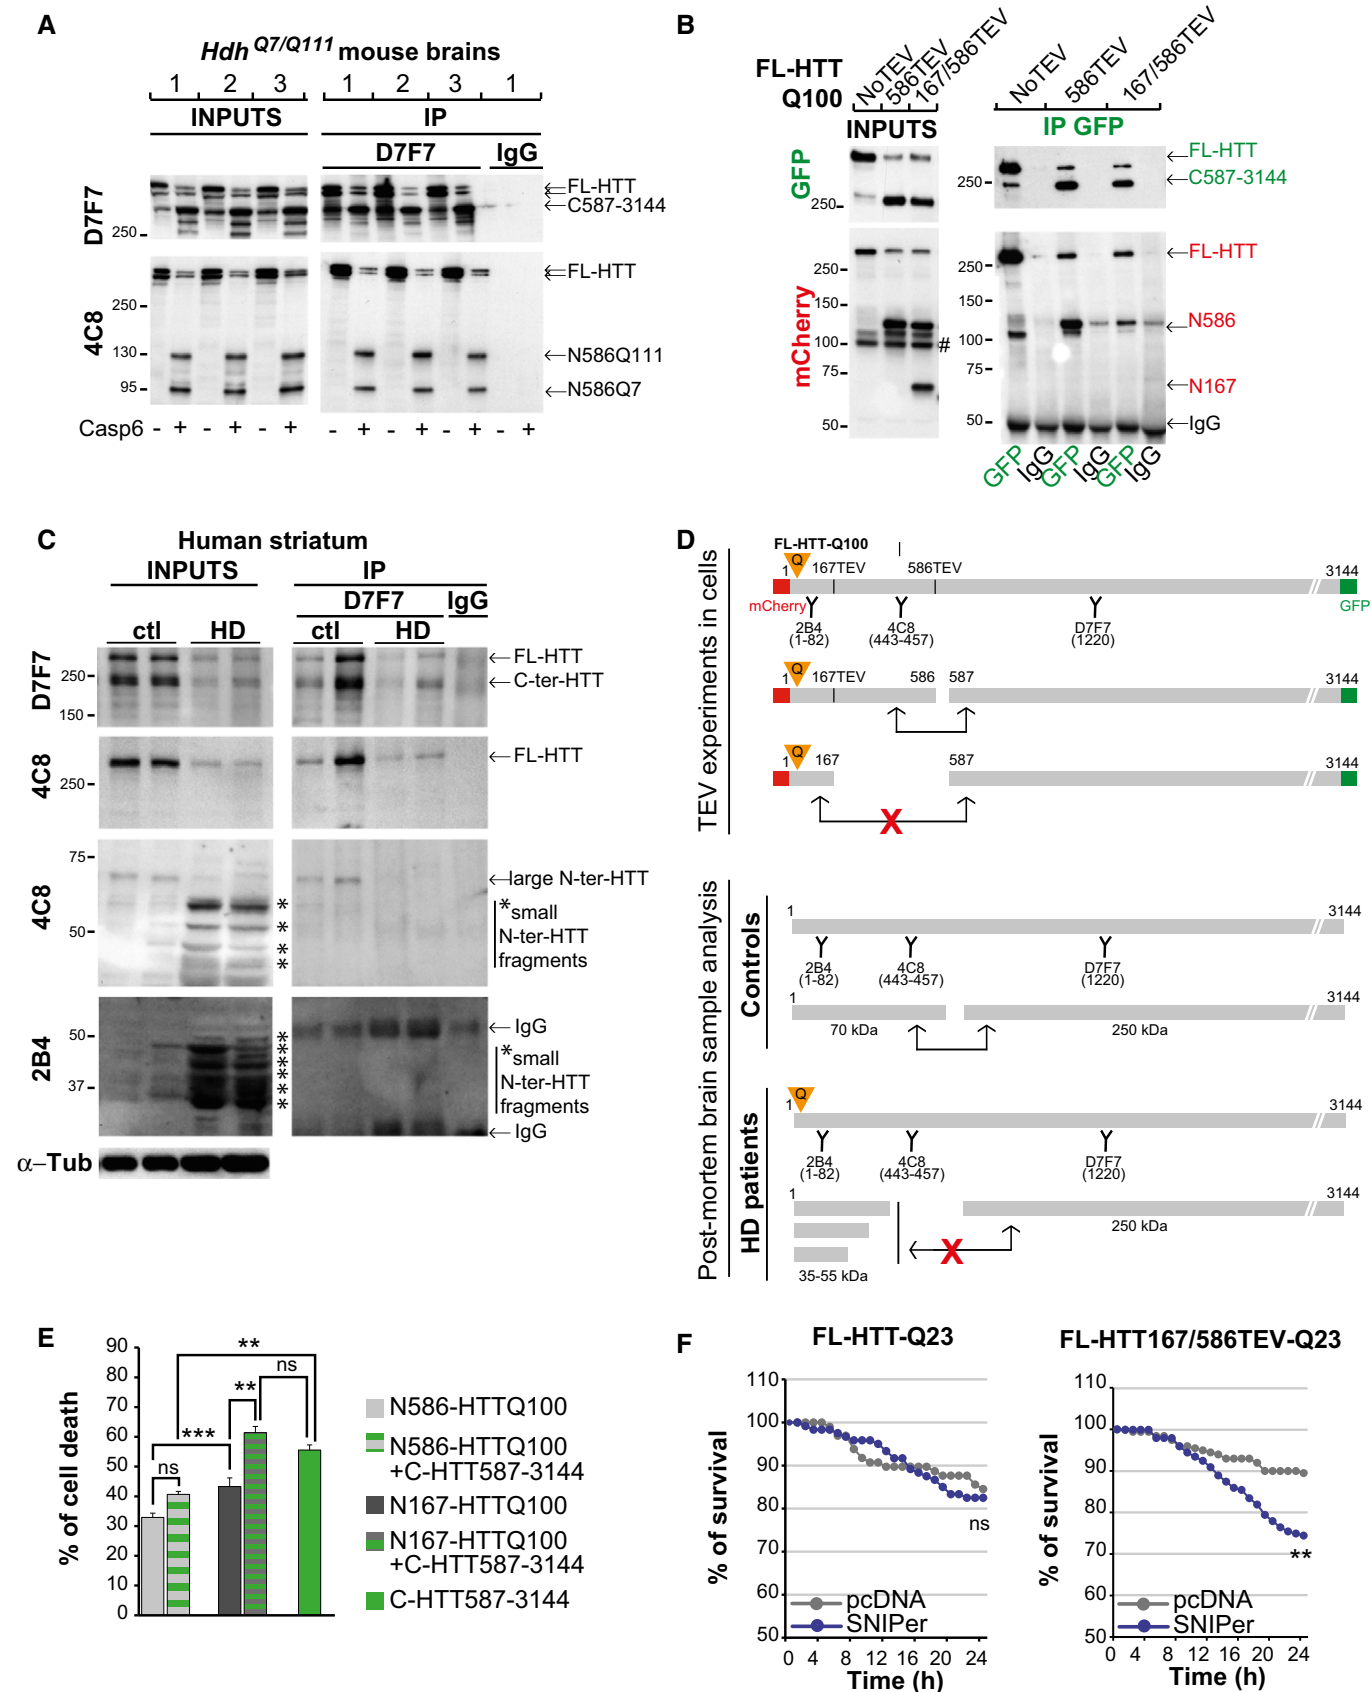 A
Hdh Q7/Q111 mouse brains
1 2 3 1 2 3 1
INPUTS IP
D7F7 IgG
D7F7
FL-HTT
C587-3144
250
4C8
FL-HTT
250
130
N586Q111
95
N586Q7
Casp6 - + - + - + - + - + - + - +
B
FL-HTT
Q100
NoTEV 586TEV 167/586TEV
NoTEV 586TEV 167/586TEV
INPUTS
IP GFP
GFP
250
250
FL-HTT
C587-3144
mCherry
250
150
100
75
50
#
250
150
100
75
50
FL-HTT
N586
N167
IgG
GFP IgG GFP IgG GFP IgG
C
Human striatum
INPUTS IP
D7F7 IgG
ctl HD ctl HD
D7F7
250
150
FL-HTT
C-ter-HTT
4C8
250
FL-HTT
4C8
75
50
*
*
*
*
large N-ter-HTT
*small
N-ter-HTT
fragments
2B4
50
37
*
*
*
*
*
*
IgG
*small
N-ter-HTT
fragments
IgG
α–Tub
D
TEV experiments in cells
FL-HTT-Q100
Q
1 167TEV 586TEV 3144
mCherry GFP
2B4 4C8 D7F7
(1-82) (443-457) (1220)
Q
1 167TEV 586 587 3144
Q
1 167 587 3144
X
Post-mortem brain sample analysis
Controls
1 3144
2B4 4C8 D7F7
(1-82) (443-457) (1220)
1 3144
70 kDa 250 kDa
HD patients
Q
1 3144
2B4 4C8 D7F7
(1-82) (443-457) (1220)
1 3144
250 kDa
X
35-55 kDa
E
% of cell death
90
80
70
60
50
40
30
20
10
0
**
ns
**
***
ns
N586-HTTQ100
N586-HTTQ100
+C-HTT587-3144
N167-HTTQ100
N167-HTTQ100
+C-HTT587-3144
C-HTT587-3144
F
FL-HTT-Q23
% of survival
110
100
90
80
70
60
50
ns
pcDNA
SNIPer
0 4 8 12 16 20 24
Time (h)
FL-HTT167/586TEV-Q23
% of survival
110
100
90
80
70
60
50
**
pcDNA
SNIPer
0 4 8 12 16 20 24
Time (h)